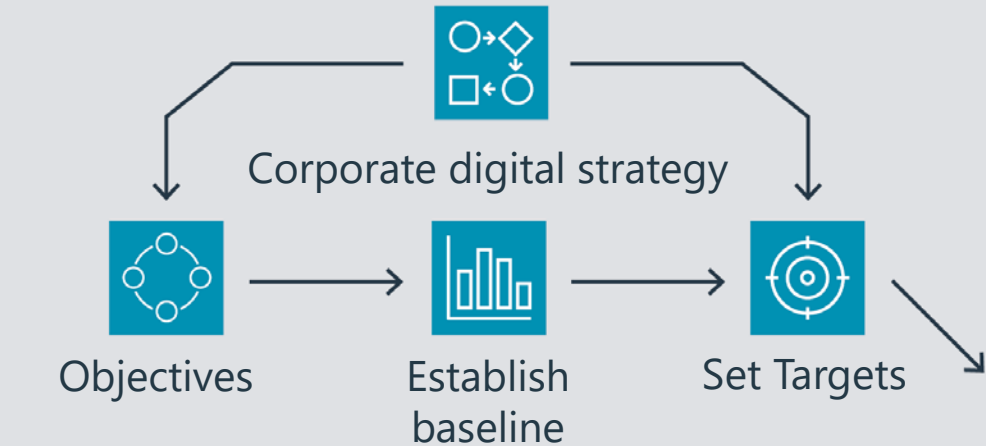 Corporate digital strategy
Objectives
Establish
baseline
Set Targets